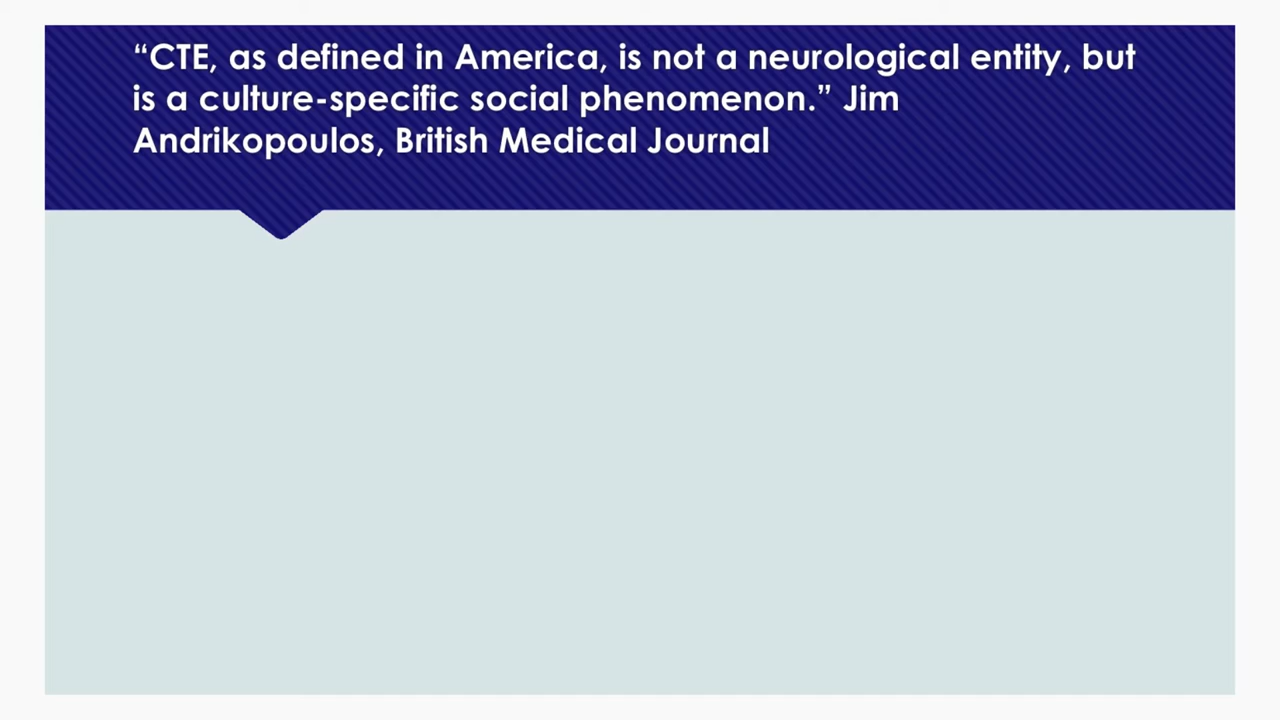 “CTE, as defined in America, is not a neurological entity, but
is a culture-specific social phenomenon.” Jim
Andrikopoulos, British Medical Journal